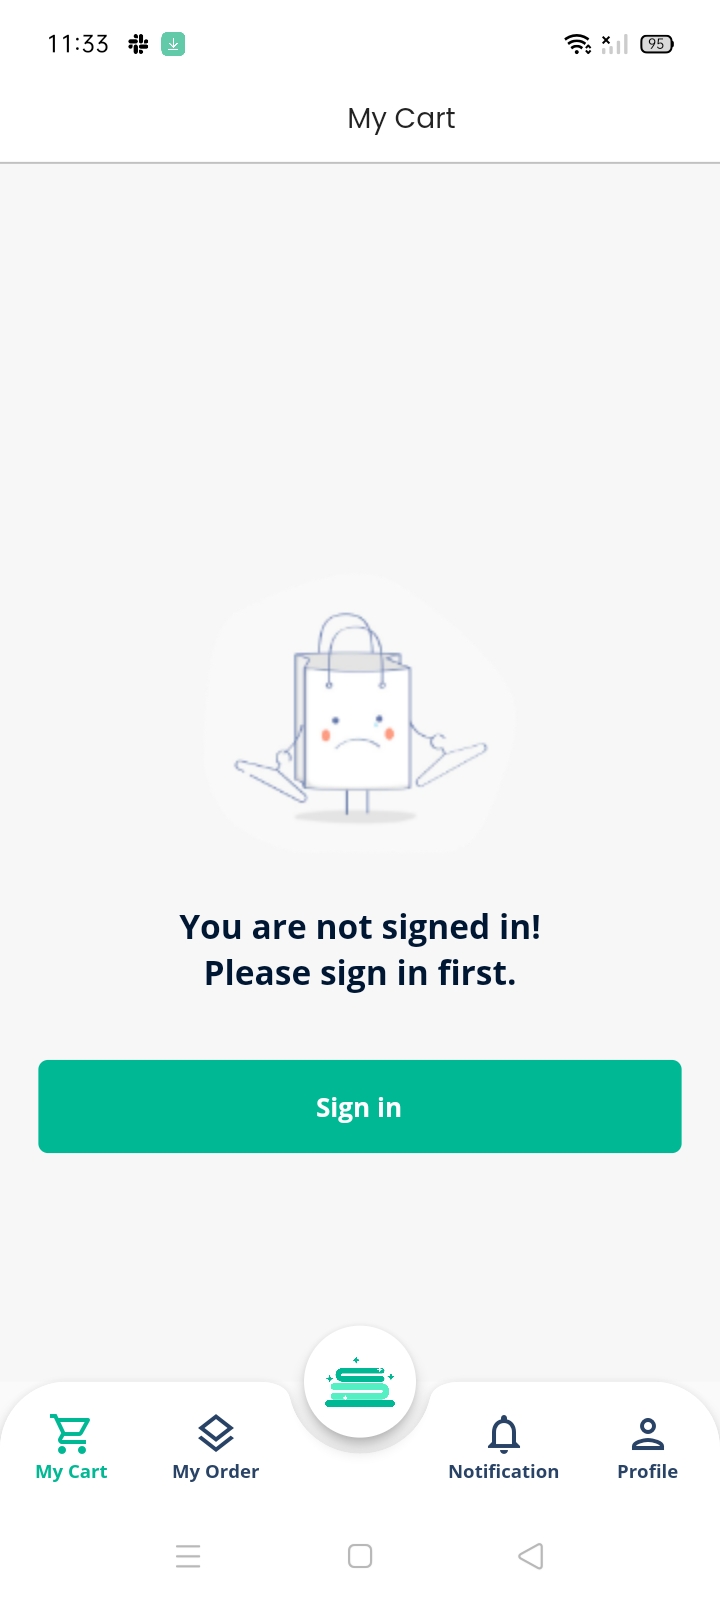 11:33
95
My Cart
You are not signed in!
Please sign in first.
Sign in
My Cart
My Order
Notification
Profile